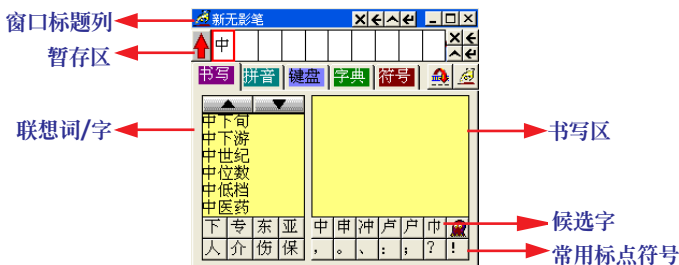 窗口标题列
新无影笔
暂存区
中
书写 拼音 键盘 字典 符号
联想词/字
中下旬
中下游
中世纪
中位数
中低档
中医药
书写区
下 专 东 亚 中 申 冲 卢 户 巾
候选字
人 介 伤 保 , 。 、 : ; ? !
常用标点符号